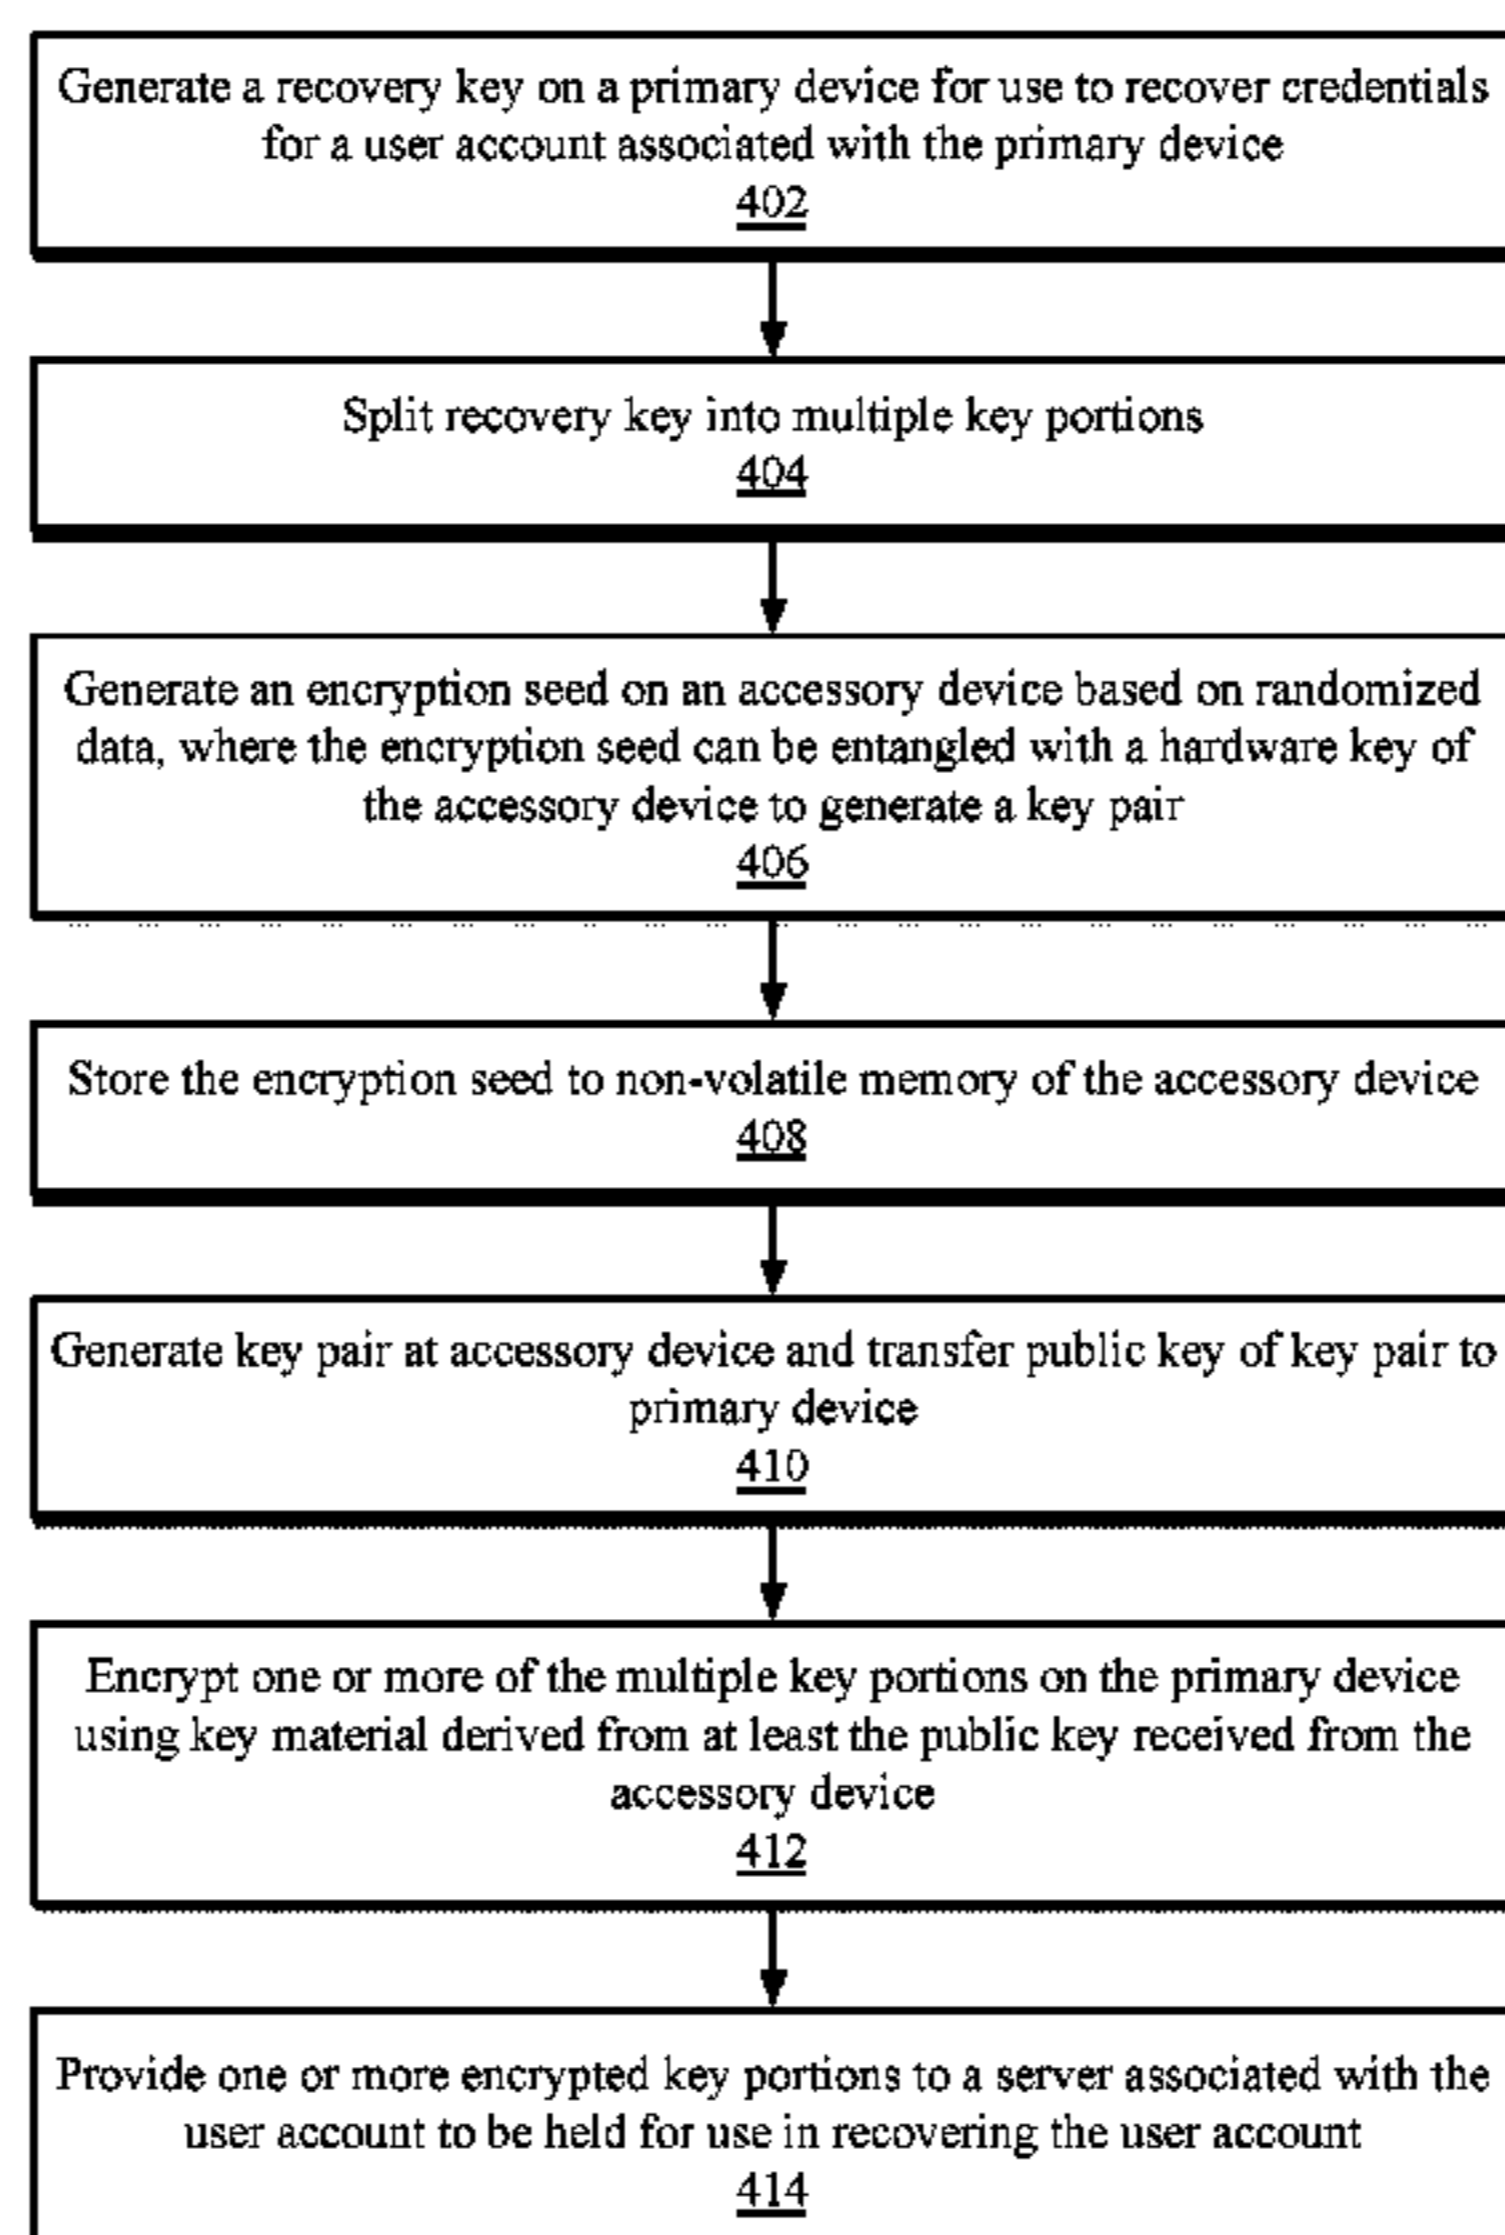 Generate a recovery key on a primary device for use to recover credentials
for a user account associated with the primary device
402
Split recovery key into multiple key portions
404
Generate an encryption seed on an accessory device based on randomized
data, where the encryption seed can be entangled with a hardware key of
the accessory device to generate a key pair
406
Store the encryption seed to non-volatile memory of the accessory device
408
Generate key pair at accessory device and transfer public key of key pair to
primary device
410
Encrypt one or more of the multiple key portions on the primary device
using key material derived from at least the public key received from the
accessory device
412
Provide one or more encrypted key portions to a server associated with the
user account to be held for use in recovering the user account
414